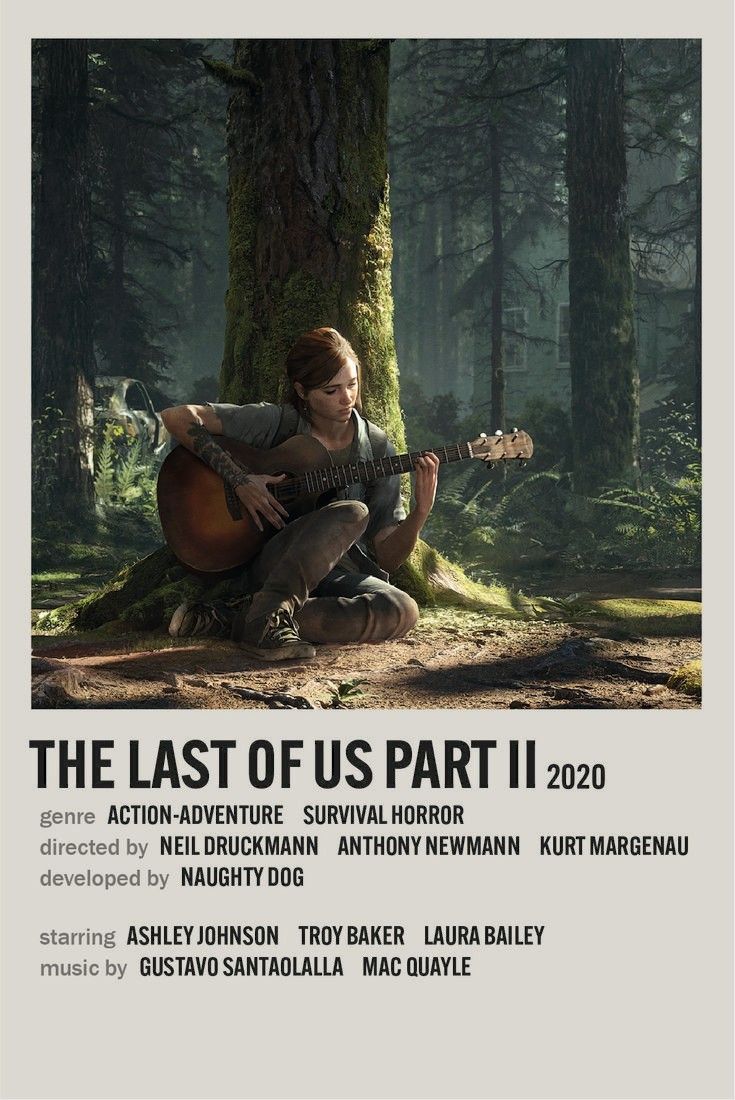 THE LAST OF US PART II 2020
genre ACTION-ADVENTURE SURVIVAL HORROR
directed by NEIL DRUCKMANN ANTHONY NEWMANN KURT MARGENAU
developed by NAUGHTY DOG
starring ASHLEY JOHNSON TROY BAKER LAURA BAILEY
music by GUSTAVO SANTAOLALLA MAC QUAYLE